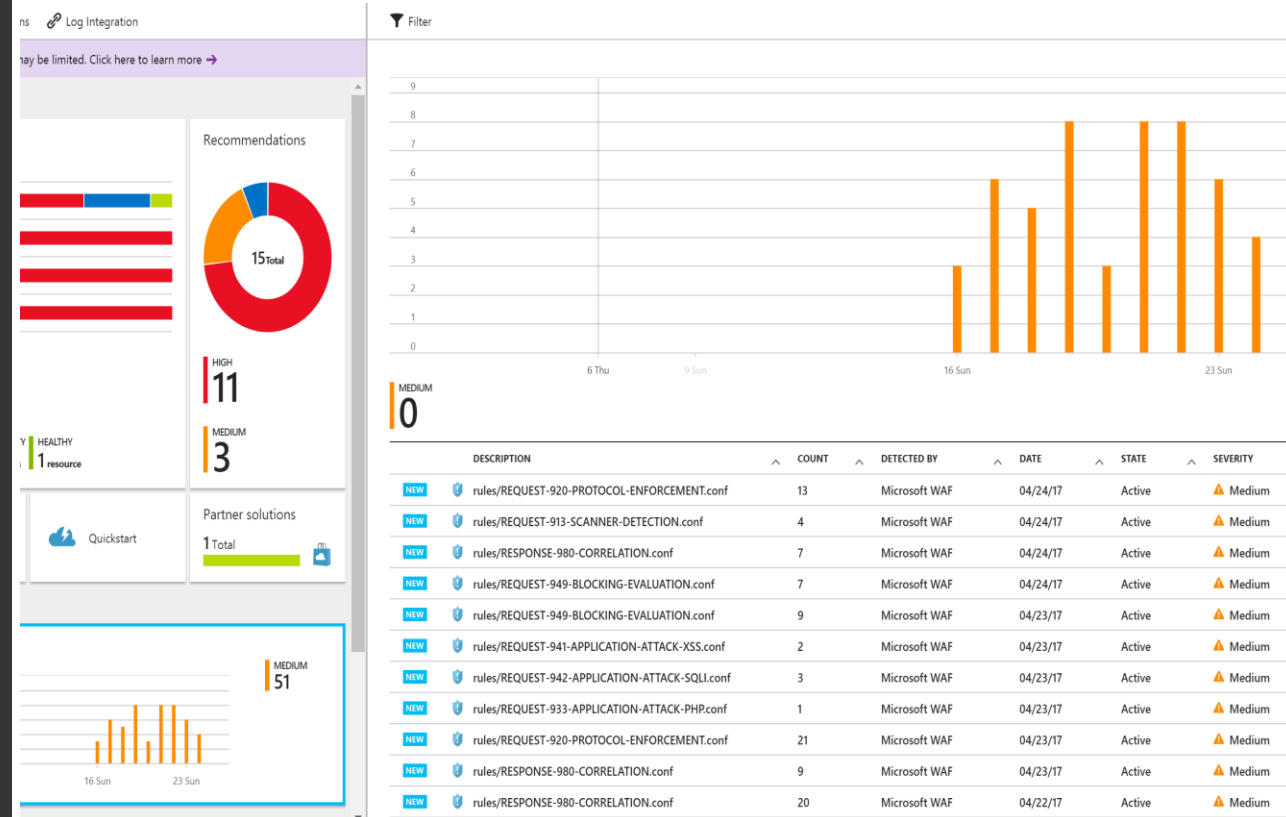 ns Log Integration
may be limited. Click here to learn more →
Recommendations
15 Total
HIGH
11
MEDIUM
3
Y HEALTHY
s 1 resource
Quickstart
Partner solutions
1 Total
MEDIUM
51
16 Sun 23 Sun
Filter
9
8
7
6
5
4
3
2
1
0
6 Thu 9 Sun 16 Sun 23 Sun
MEDIUM
0
DESCRIPTION COUNT DETECTED BY DATE STATE SEVERITY
NEW rules/REQUEST-920-PROTOCOL-ENFORCEMENT.conf 13 Microsoft WAF 04/24/17 Active Medium
NEW rules/REQUEST-913-SCANNER-DETECTION.conf 4 Microsoft WAF 04/24/17 Active Medium
NEW rules/RESPONSE-980-CORRELATION.conf 7 Microsoft WAF 04/24/17 Active Medium
NEW rules/REQUEST-949-BLOCKING-EVALUATION.conf 7 Microsoft WAF 04/24/17 Active Medium
NEW rules/REQUEST-949-BLOCKING-EVALUATION.conf 9 Microsoft WAF 04/23/17 Active Medium
NEW rules/REQUEST-941-APPLICATION-ATTACK-XSS.conf 2 Microsoft WAF 04/23/17 Active Medium
NEW rules/REQUEST-942-APPLICATION-ATTACK-SQLI.conf 3 Microsoft WAF 04/23/17 Active Medium
NEW rules/REQUEST-933-APPLICATION-ATTACK-PHP.conf 1 Microsoft WAF 04/23/17 Active Medium
NEW rules/REQUEST-920-PROTOCOL-ENFORCEMENT.conf 21 Microsoft WAF 04/23/17 Active Medium
NEW rules/RESPONSE-980-CORRELATION.conf 9 Microsoft WAF 04/23/17 Active Medium
NEW rules/RESPONSE-980-CORRELATION.conf 20 Microsoft WAF 04/22/17 Active Medium